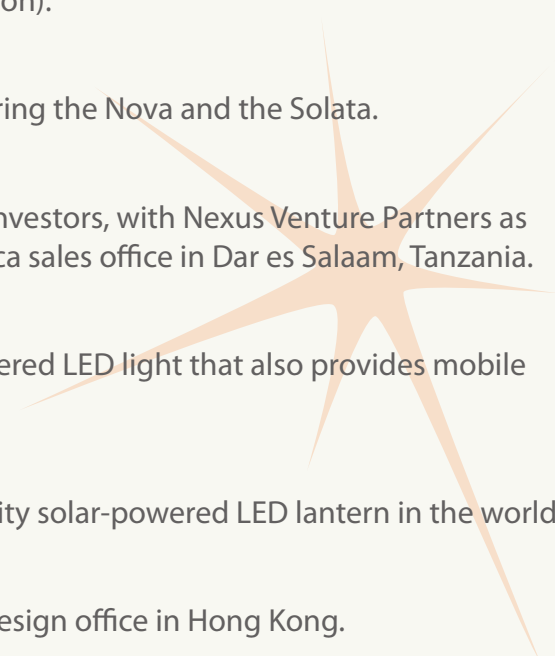 on).
ring the Nova and the Solata.
nvestors, with Nexus Venture Partners as
ca sales office in Dar es Salaam, Tanzania.
ered LED light that also provides mobile
ity solar-powered LED lantern in the world
esign office in Hong Kong.